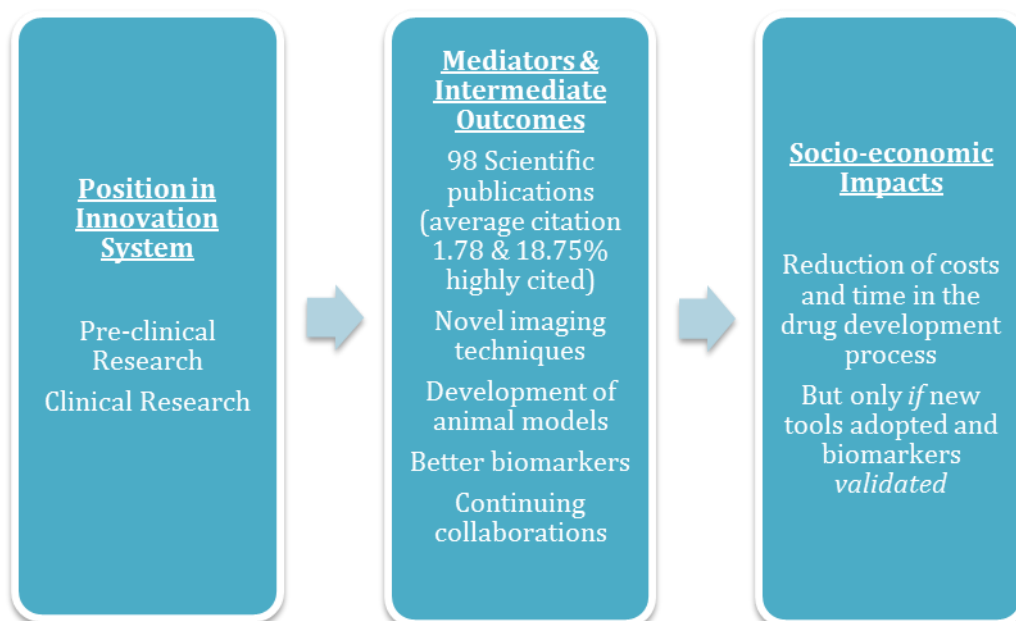 Position in
Innovation
System
Pre-clinical
Research
Clinical Research
Mediators &
Intermediate
Outcomes
98 Scientific
publications
(average citation
1.78 & 18.75%
highly cited)
Novel imaging
techniques
Development of
animal models
Better biomarkers
Continuing
collaborations
Socio-economic
Impacts
Reduction of costs
and time in the
drug development
process
But only if new
tools adopted and
biomarkers
validated